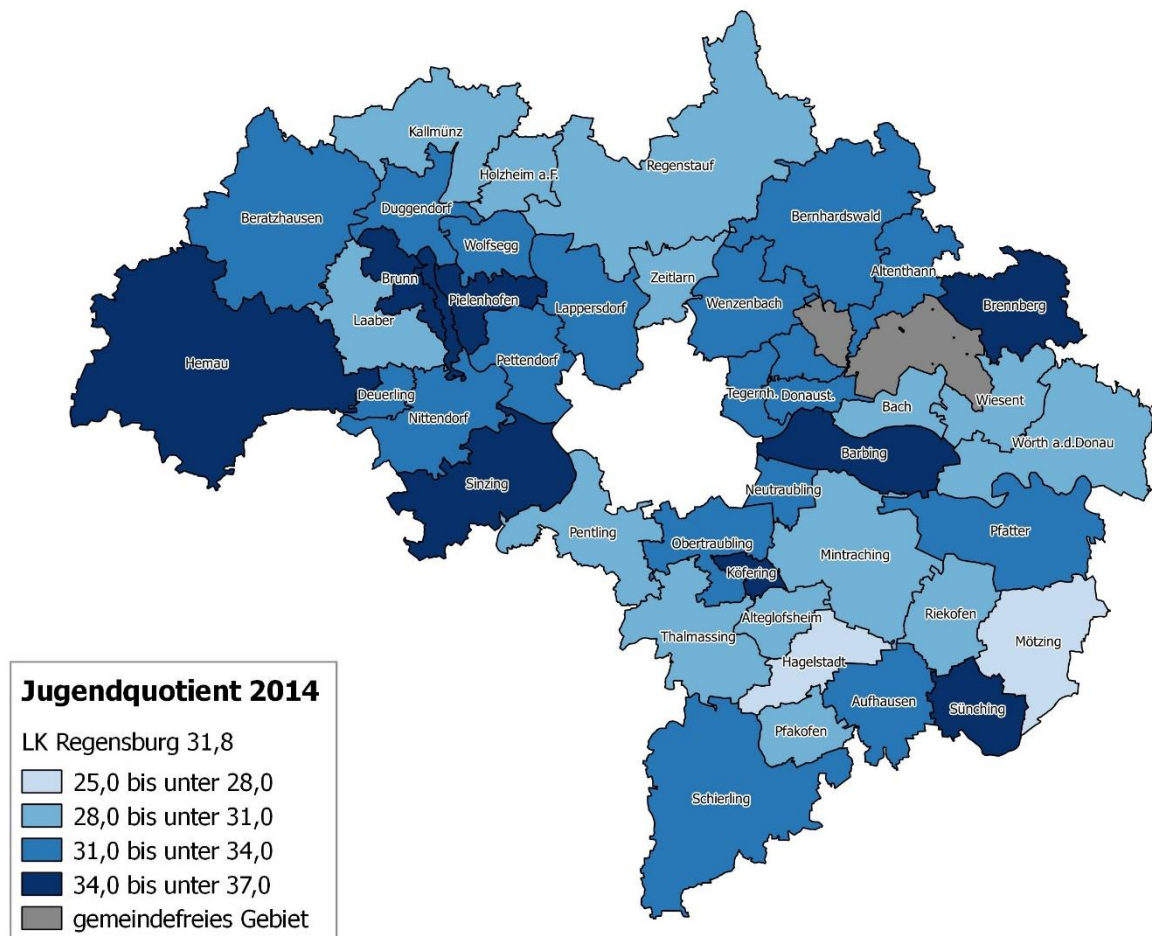 Kallmünz
Regenstauf
Holzheim a.F.
Beratzhausen
Duggendorf
Bernhardswald
Wolfsegg
Altenthann
Brunn
Zeitlarn
Pielenhofen
Lappersdorf
Wenzenbach
Brennberg
Laaber
Hemau
Pettendorf
Deuerling
Tegernh.
Donaust.
Wiesent
Bach
Nittendorf
Wörth a.d.Donau
Barbing
Sinzing
Neutraubling
Pentling
Pfatter
Obertraubling
Mintraching
Köfering
Riekofen
Alteglofsheim
Thalmassing
Mötzing
Hagelstadt
Aufhausen
Sünching
Pfakofen
Schierling
Jugendquotient 2014
LK Regensburg 31,8
25,0 bis unter 28,0
28,0 bis unter 31,0
31,0 bis unter 34,0
34,0 bis unter 37,0
gemeindefreies Gebiet